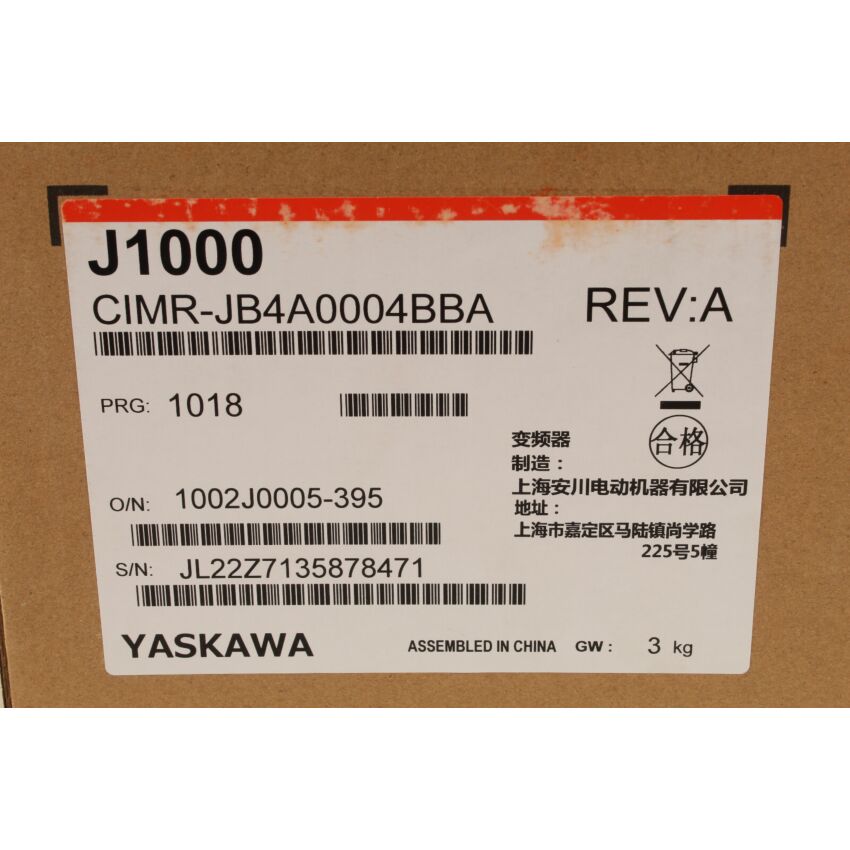 J1000
CIMR-JB4A0004BBA REV:A
PRG: 1018
合格
变频器
制造：
上海安川电动机器有限公司
地址：
上海市嘉定区马陆镇尚学路
225号5幢
O/N: 1002J0005-395
S/N: JL22Z7135878471
YASKAWA ASSEMBLED IN CHINA GW： 3 kg